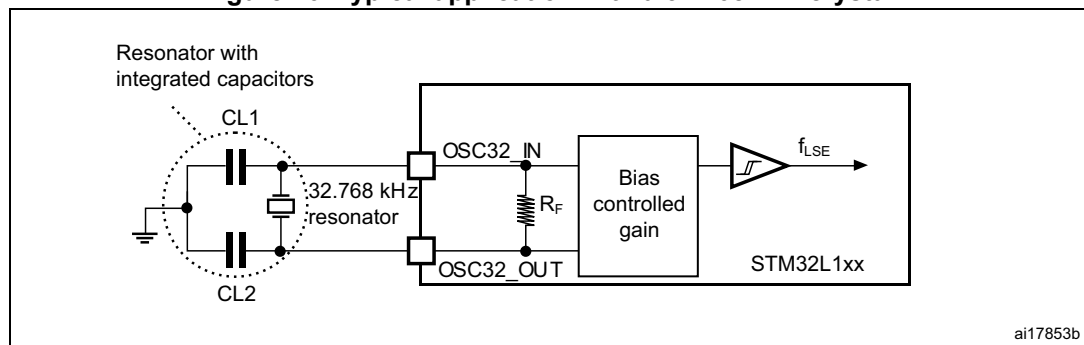 Resonator with
integrated capacitors
CL1
OSC32_IN
fLSE
32.768 kHz
resonator
RF
Bias
controlled
gain
OSC32_OUT
STM32L1xx
CL2
ai17853b